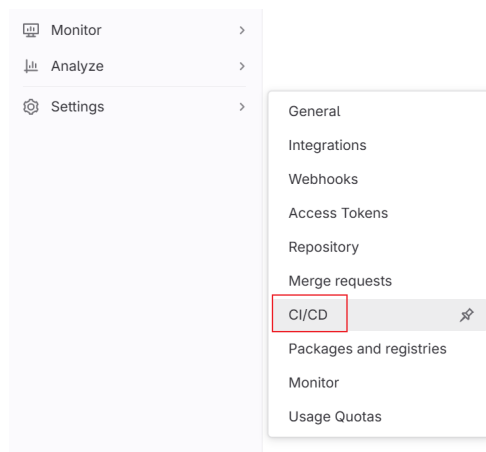 Monitor
Analyze
Settings
General
Integrations
Webhooks
Access Tokens
Repository
Merge requests
CI/CD
Packages and registries
Monitor
Usage Quotas